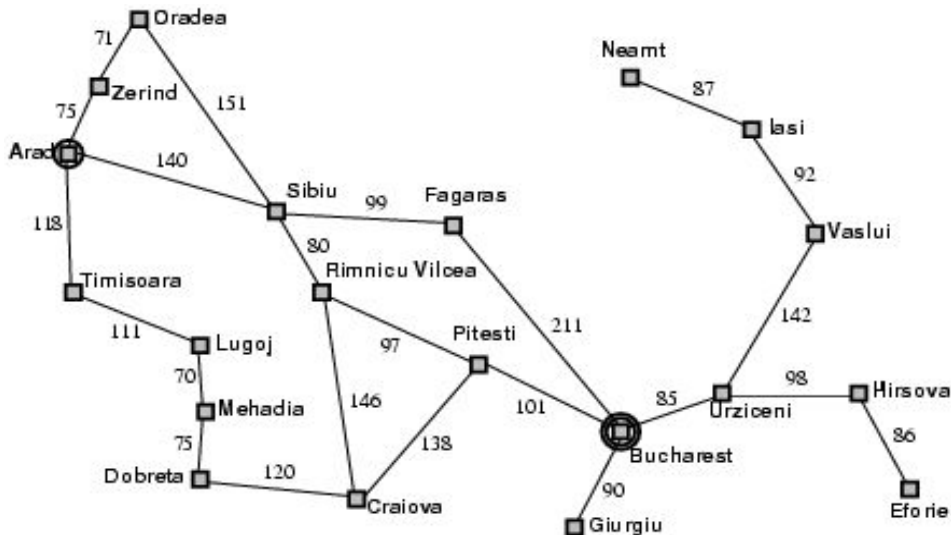 Oradea
71
Neamt
Zerind
87
151
75
Iasi
Arad
140
92
Sibiu
Fagaras
99
118
Vaslui
80
Timisoara
Rimnicu Vilcea
142
211
111
Lugoj
Pitesti
97
70
98
Hirsova
85
Mehadia
146
101
Urziceni
86
75
138
Bucharest
Dobreta
120
90
Craiova
Eforie
Giurgiu